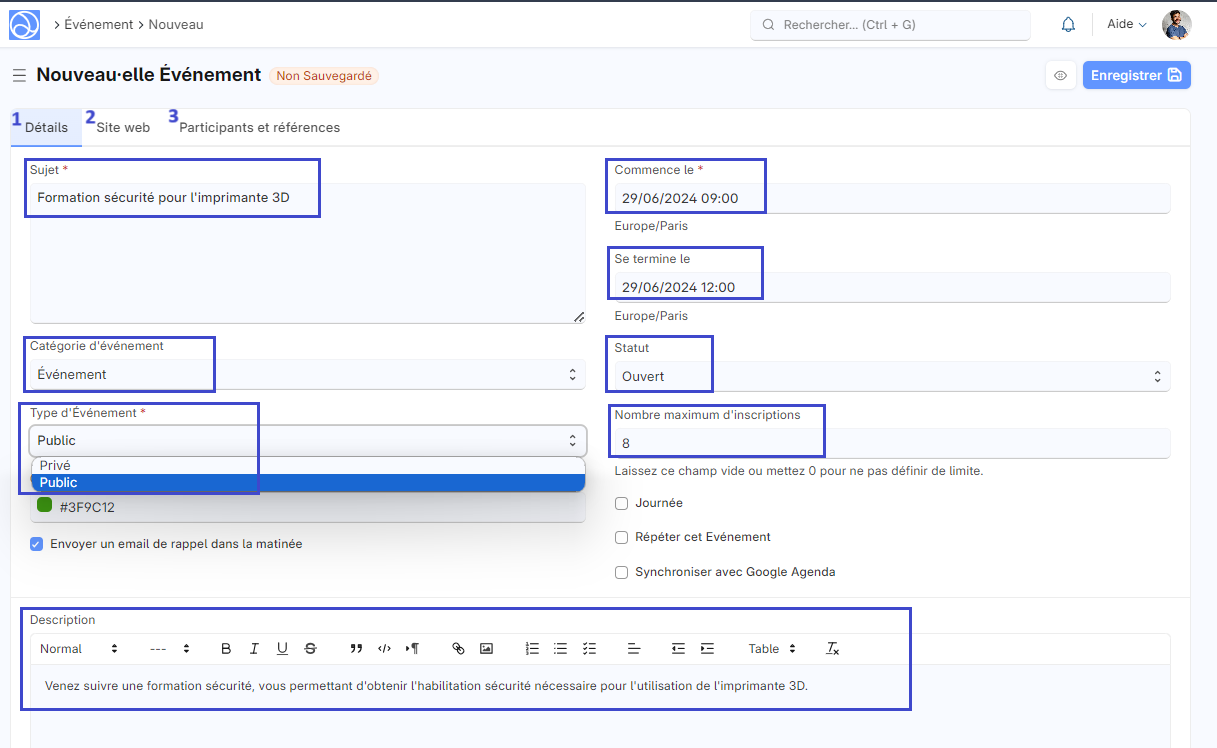 Événement
Nouveau
Rechercher... (Ctrl + G)
Aide
Nouveau·elle Événement
Non Sauvegardé
Enregistrer
1 Détails
2 Site web
3 Participants et références
Sujet *
Formation sécurité pour l'imprimante 3D
Commence le *
29/06/2024 09:00
Europe/Paris
Se termine le
29/06/2024 12:00
Europe/Paris
Catégorie d'événement
Événement
Statut
Ouvert
Type d'Événement *
Public
Privé
Public
#3F9C12
Envoyer un email de rappel dans la matinée
Nombre maximum d'inscriptions
8
Laissez ce champ vide ou mettez 0 pour ne pas définir de limite.
Journée
Répéter cet Evénement
Synchroniser avec Google Agenda
Description
Normal --- B I U S Table
Venez suivre une formation sécurité, vous permettant d'obtenir l'habilitation sécurité nécessaire pour l'utilisation de l'imprimante 3D.